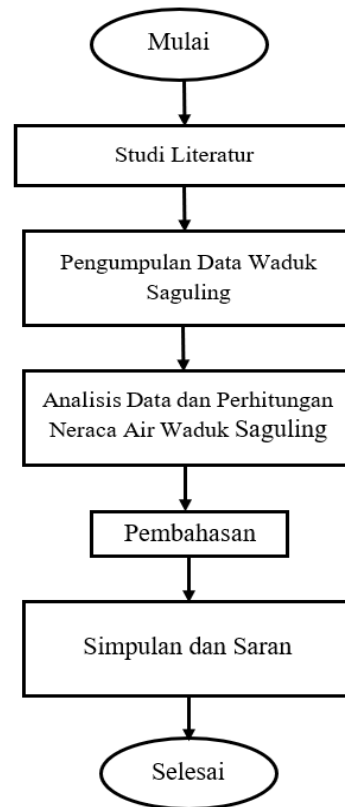 Mulai
Studi Literatur
Pengumpulan Data Waduk
Saguling
Analisis Data dan Perhitungan
Neraca Air Waduk Saguling
Pembahasan
Simpulan dan Saran
Selesai